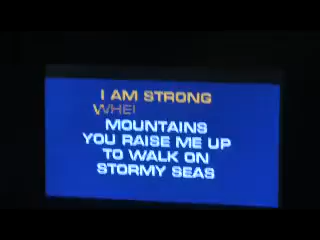 I AM STRONG
MOUNTAINS
YOU RAISE ME UP
TO WALK ON
STORMY SEAS